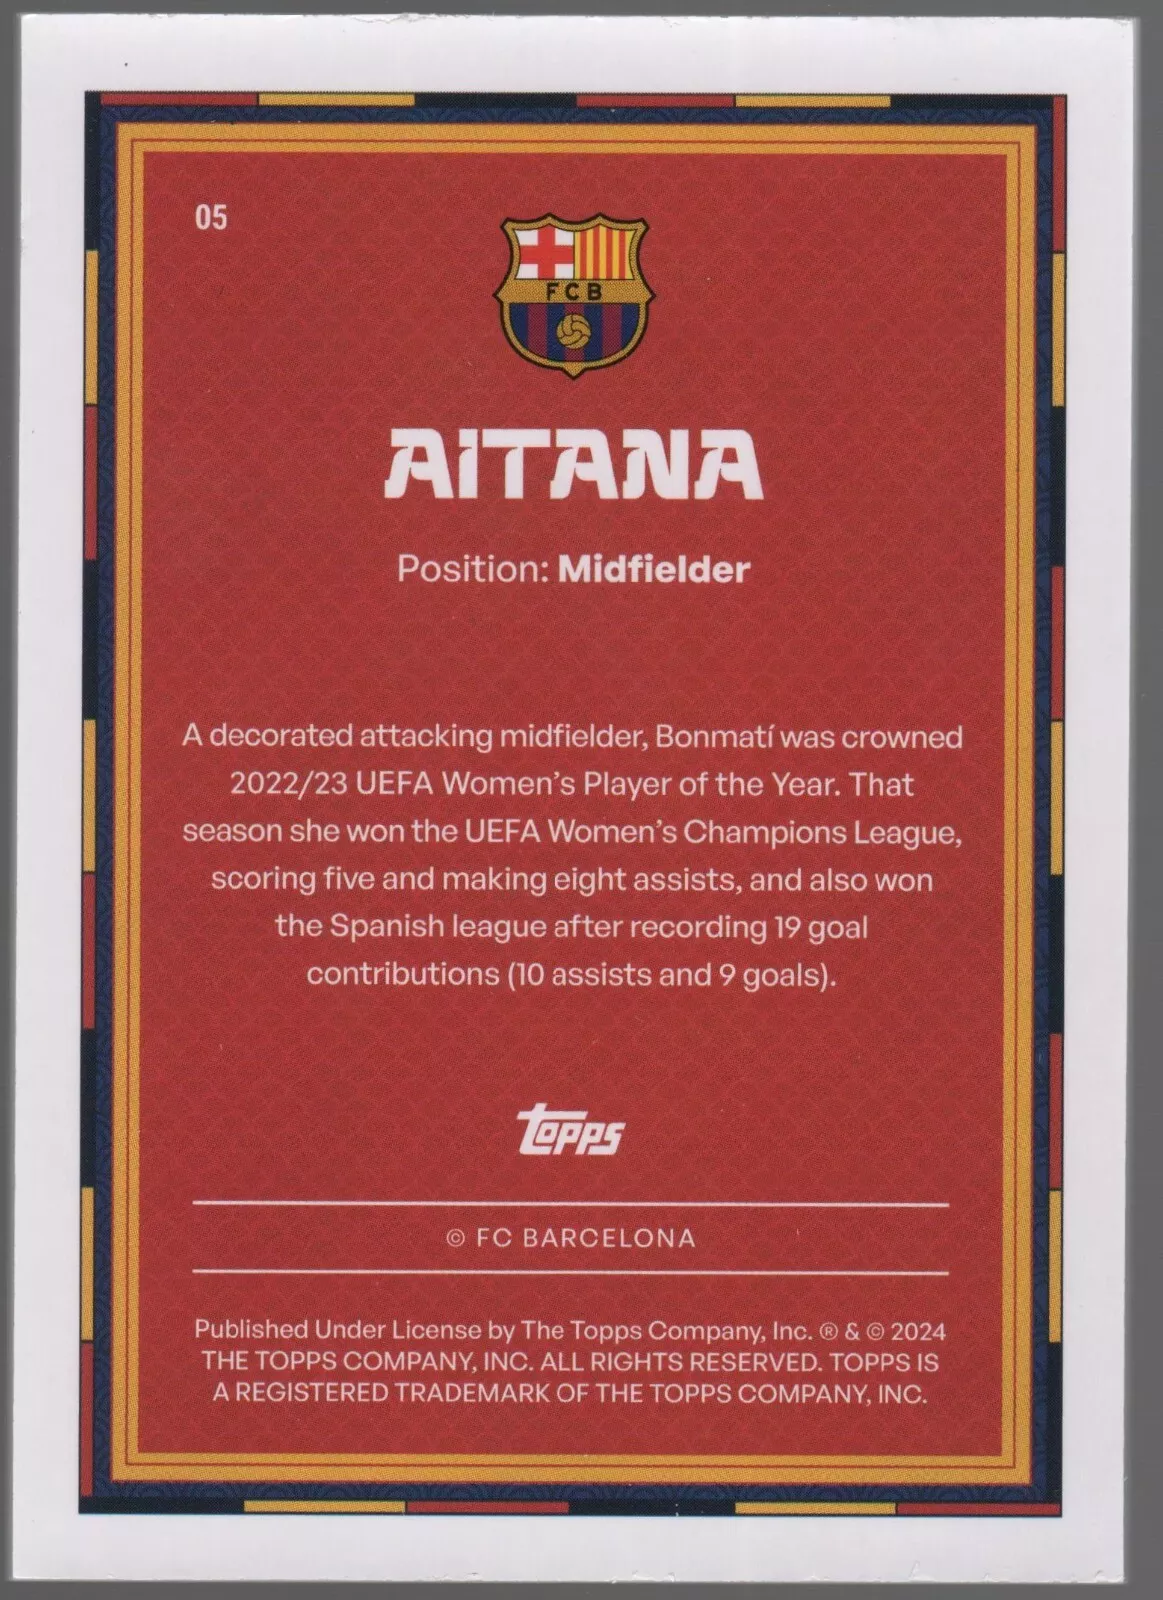 05
FCB
AITANA
Position: Midfielder
A decorated attacking midfielder, Bonmatí was crowned
2022/23 UEFA Women's Player of the Year. That
season she won the UEFA Women's Champions League,
scoring five and making eight assists, and also won
the Spanish league after recording 19 goal
contributions (10 assists and 9 goals).
topps
© FC BARCELONA
Published Under License by The Topps Company, Inc. ® & © 2024
THE TOPPS COMPANY, INC. ALL RIGHTS RESERVED. TOPPS IS
A REGISTERED TRADEMARK OF THE TOPPS COMPANY, INC.